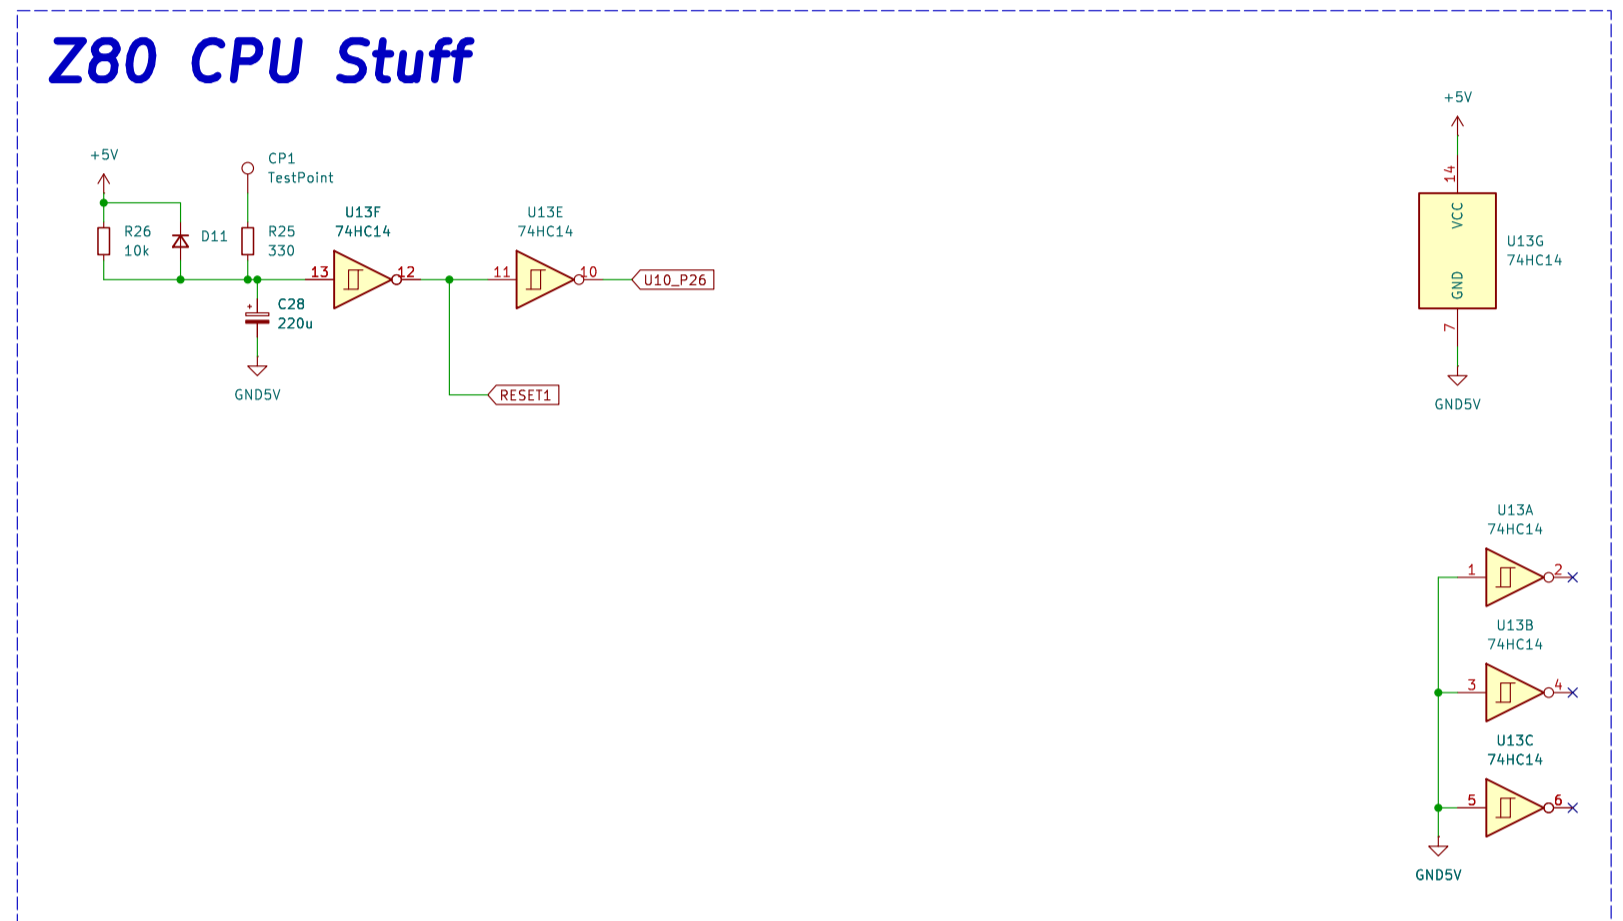 Z80 CPU Stuff
+5V
R26
10k
D11
CP1
TestPoint
R25
330
C28
220u
GND5V
U13F
74HC14
13
12
U13E
74HC14
11
10
U10_P26
RESET1
+5V
14
VCC
GND
7
U13G
74HC14
GND5V
U13A
74HC14
1
2
U13B
74HC14
3
4
U13C
74HC14
5
6
GND5V